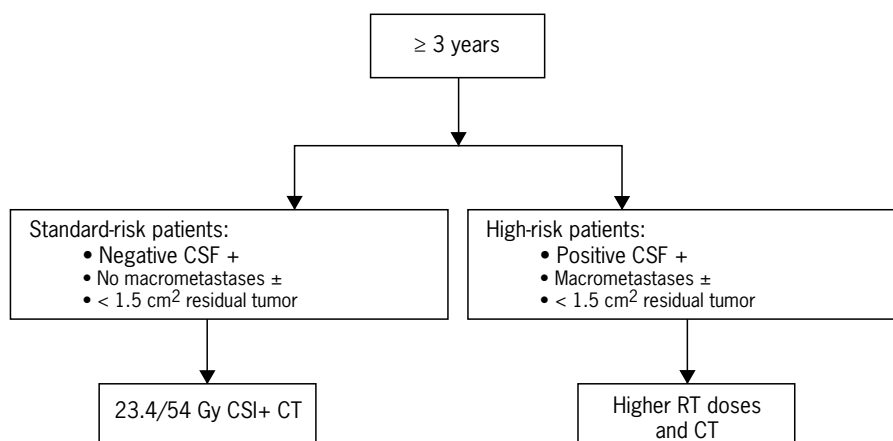 ≥ 3 years
Standard-risk patients:
• Negative CSF +
• No macrometastases ±
• < 1.5 cm² residual tumor
High-risk patients:
• Positive CSF +
• Macrometastases ±
• < 1.5 cm² residual tumor
23.4/54 Gy CSI+ CT
Higher RT doses
and CT